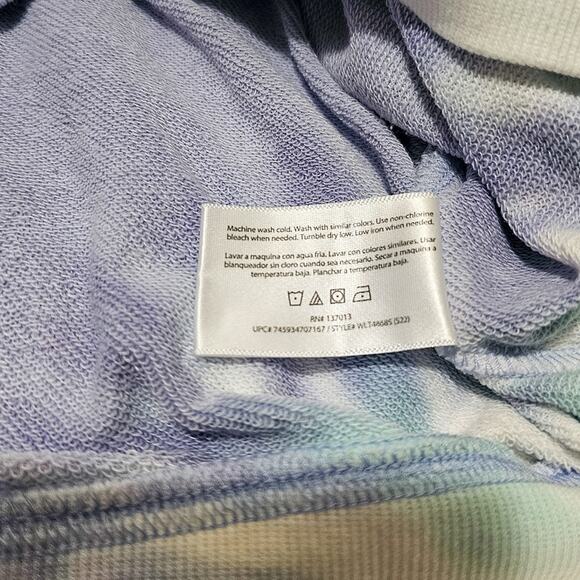 Machine wash cold. Wash with similar colors. Use non-chlorine
bleach when needed. Tumble dry low. Low iron when needed.
Lavar a maquina con agua fria. Lavar con colores similares. Usar
blanqueador sin cloro cuando sea necesario. Secar a maquina a
temperatura baja. Planchar a temperatura baja.
RN# 137013
UPC# 745934707167 / STYLE# WLT48685 (S22)